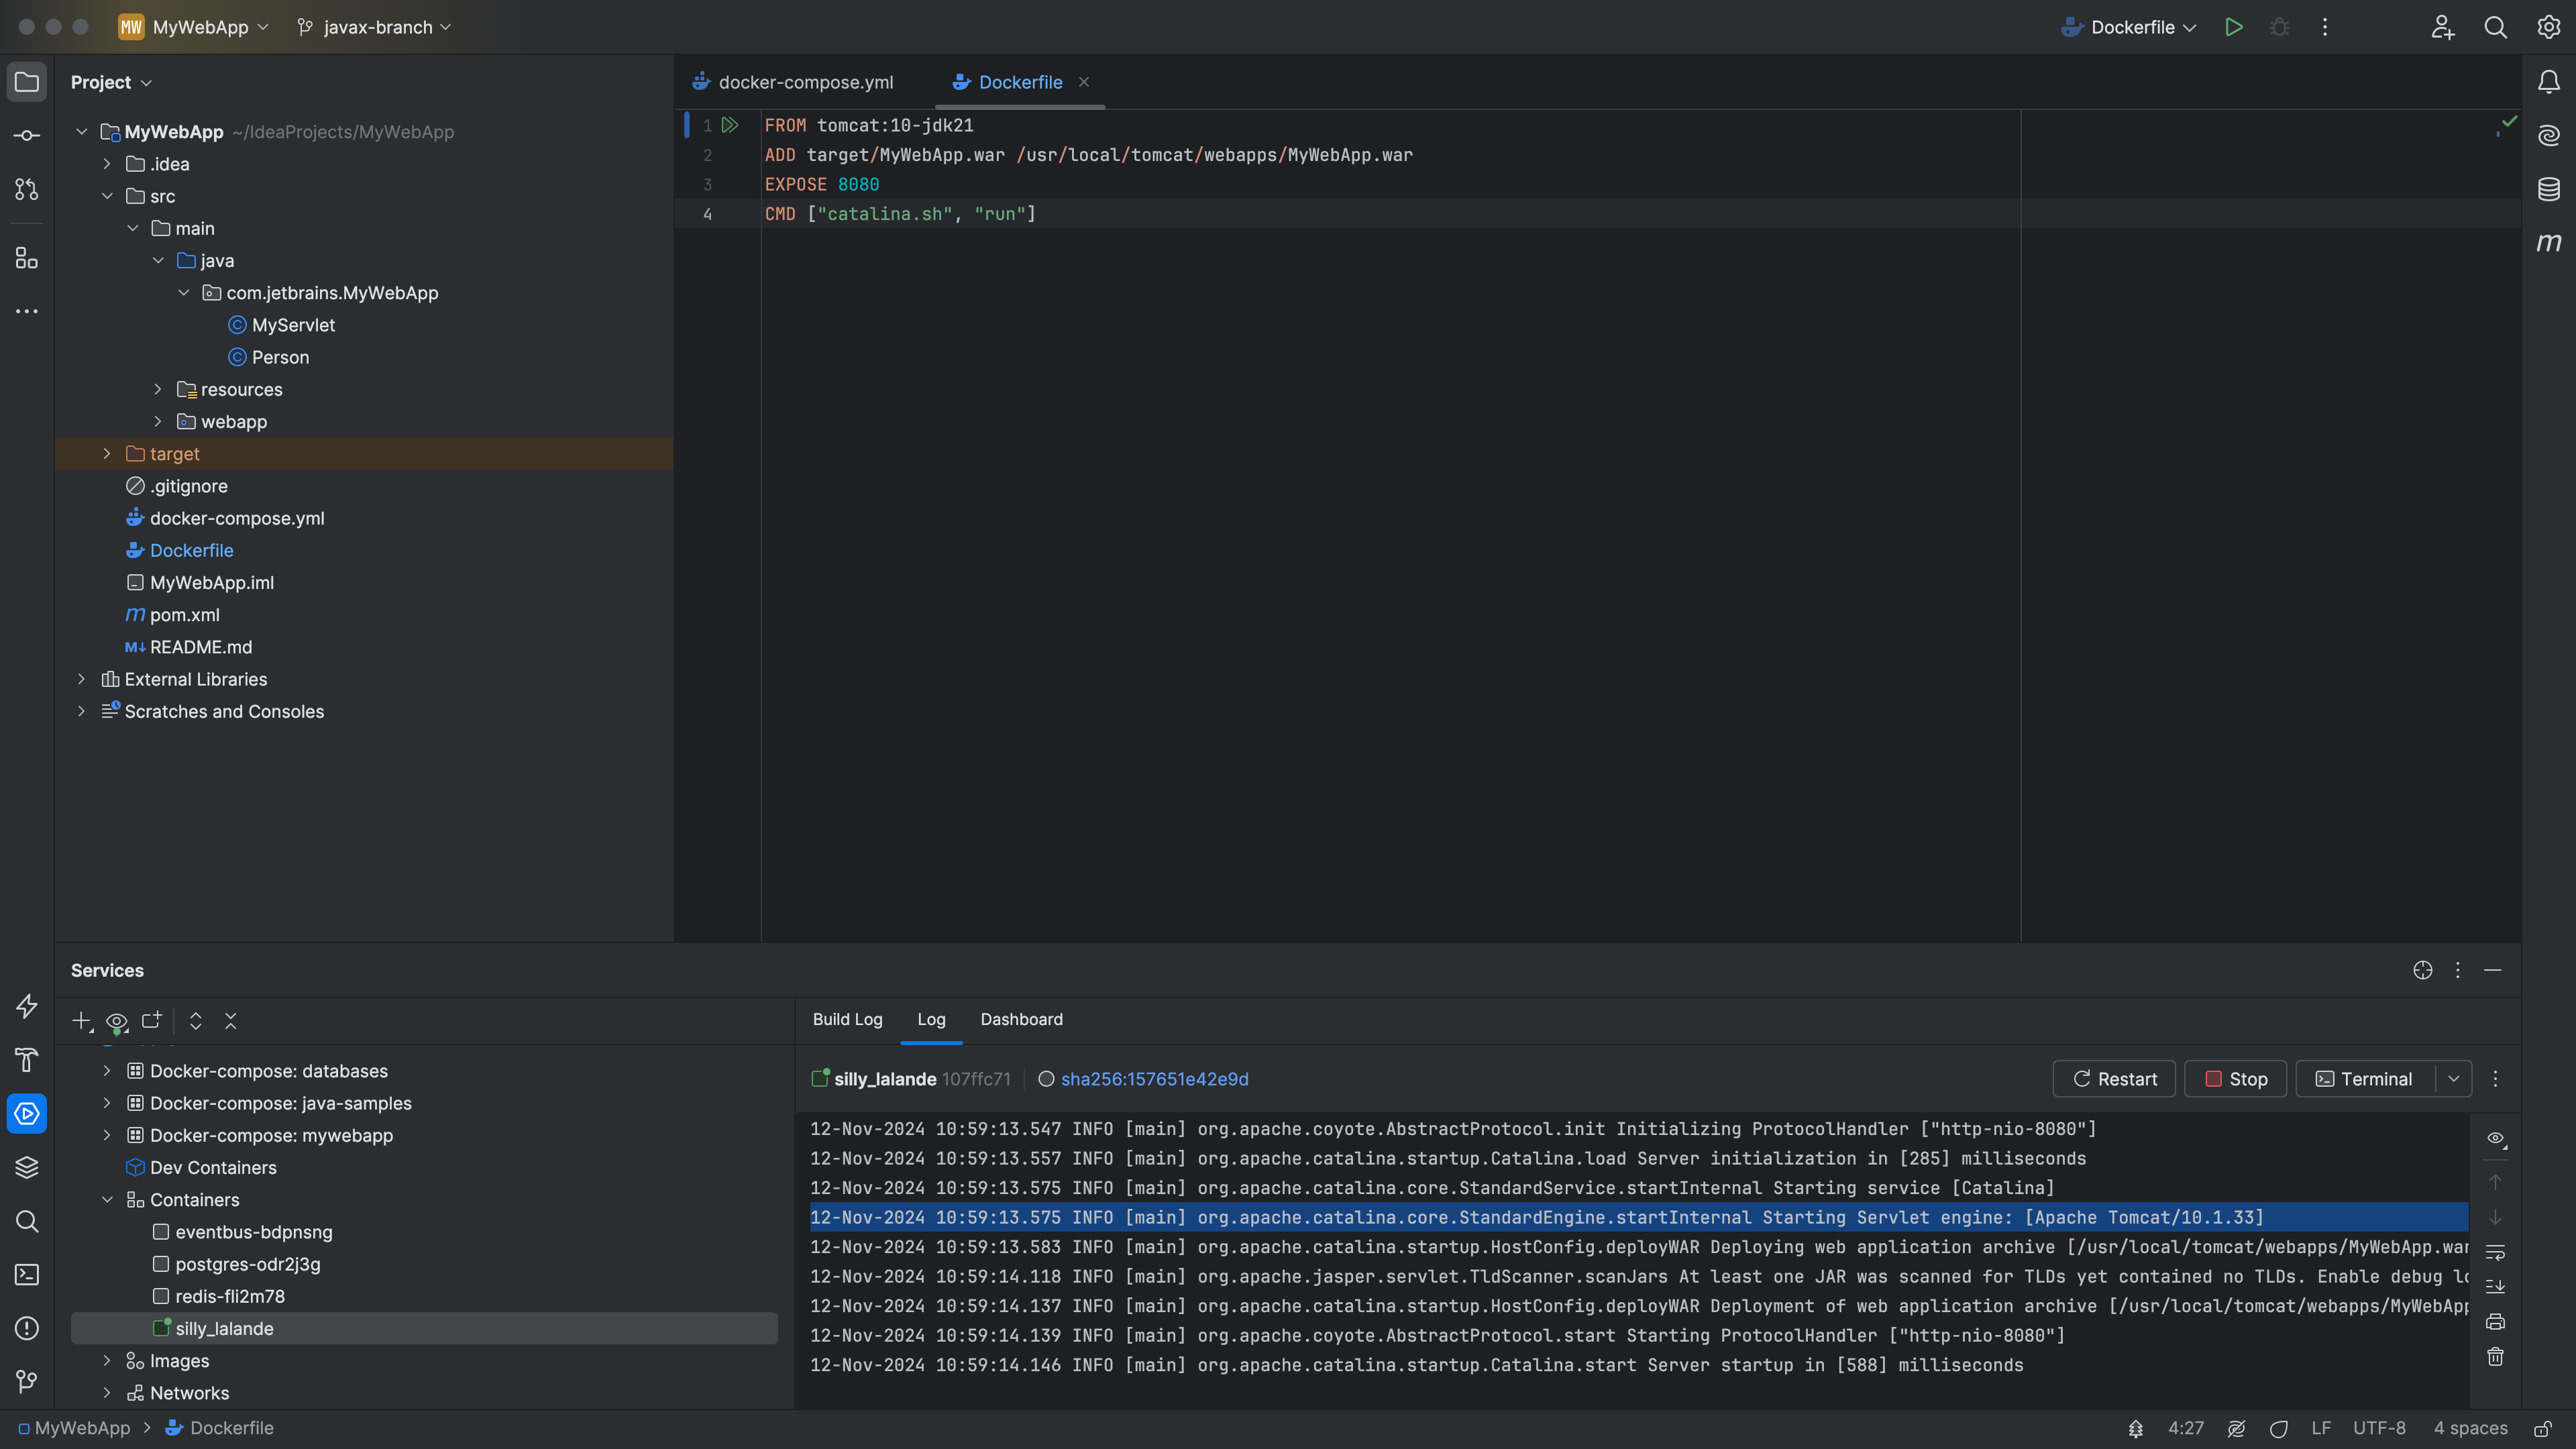 MW MyWebApp javax-branch Dockerfile
Project
MyWebApp ~/IdeaProjects/MyWebApp
.idea
src
main
java
com.jetbrains.MyWebApp
MyServlet
Person
resources
webapp
target
.gitignore
docker-compose.yml
Dockerfile
MyWebApp.iml
m pom.xml
M↓ README.md
External Libraries
Scratches and Consoles
docker-compose.yml Dockerfile
1 FROM tomcat:10-jdk21
2 ADD target/MyWebApp.war /usr/local/tomcat/webapps/MyWebApp.war
3 EXPOSE 8080
4 CMD ["catalina.sh", "run"]
m
Services
Docker-compose: databases
Docker-compose: java-samples
Docker-compose: mywebapp
Dev Containers
Containers
eventbus-bdpnsng
postgres-odr2j3g
redis-fli2m78
silly_lalande
Images
Networks
Build Log Log Dashboard
silly_lalande 107ffc71 sha256:157651e42e9d Restart Stop Terminal
12-Nov-2024 10:59:13.547 INFO [main] org.apache.coyote.AbstractProtocol.init Initializing ProtocolHandler ["http-nio-8080"]
12-Nov-2024 10:59:13.557 INFO [main] org.apache.catalina.startup.Catalina.load Server initialization in [285] milliseconds
12-Nov-2024 10:59:13.575 INFO [main] org.apache.catalina.core.StandardService.startInternal Starting service [Catalina]
12-Nov-2024 10:59:13.575 INFO [main] org.apache.catalina.core.StandardEngine.startInternal Starting Servlet engine: [Apache Tomcat/10.1.33]
12-Nov-2024 10:59:13.583 INFO [main] org.apache.catalina.startup.HostConfig.deployWAR Deploying web application archive [/usr/local/tomcat/webapps/MyWebApp.war
12-Nov-2024 10:59:14.118 INFO [main] org.apache.jasper.servlet.TldScanner.scanJars At least one JAR was scanned for TLDs yet contained no TLDs. Enable debug lo
12-Nov-2024 10:59:14.137 INFO [main] org.apache.catalina.startup.HostConfig.deployWAR Deployment of web application archive [/usr/local/tomcat/webapps/MyWebApp
12-Nov-2024 10:59:14.139 INFO [main] org.apache.coyote.AbstractProtocol.start Starting ProtocolHandler ["http-nio-8080"]
12-Nov-2024 10:59:14.146 INFO [main] org.apache.catalina.startup.Catalina.start Server startup in [588] milliseconds
MyWebApp Dockerfile 4:27 LF UTF-8 4 spaces